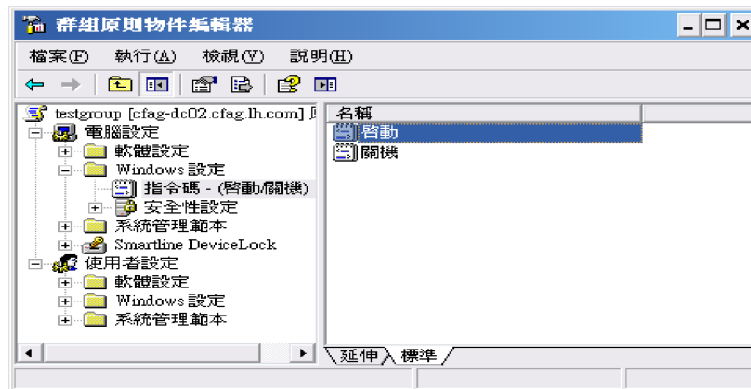 群组原則物件編輯器
檔案(F) 執行(A) 檢視(V) 說明(H)
testgroup [cfag-dc02.cfag.lh.com]
電腦設定
軟體設定
Windows 設定
指令碼 - (啓動/關機)
安全性設定
系統管理範本
Smartline DeviceLock
使用者設定
軟體設定
Windows 設定
系統管理範本
名稱
啓動
關機
延伸 標準